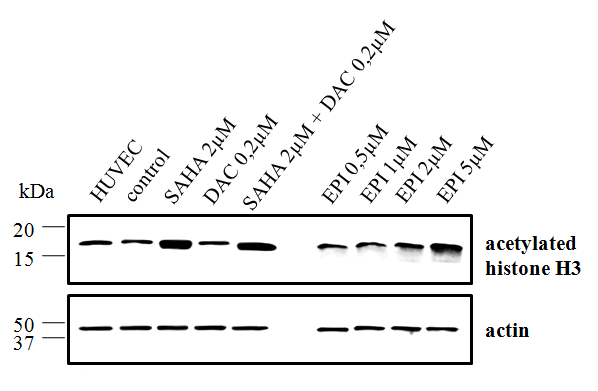 HUVEC
control
SAHA 2µM
DAC 0,2µM
SAHA 2µM + DAC 0,2µM
EPI 0,5µM
EPI 1µM
EPI 2µM
EPI 5µM
kDa
20
15
acetylated
histone H3
50
37
actin